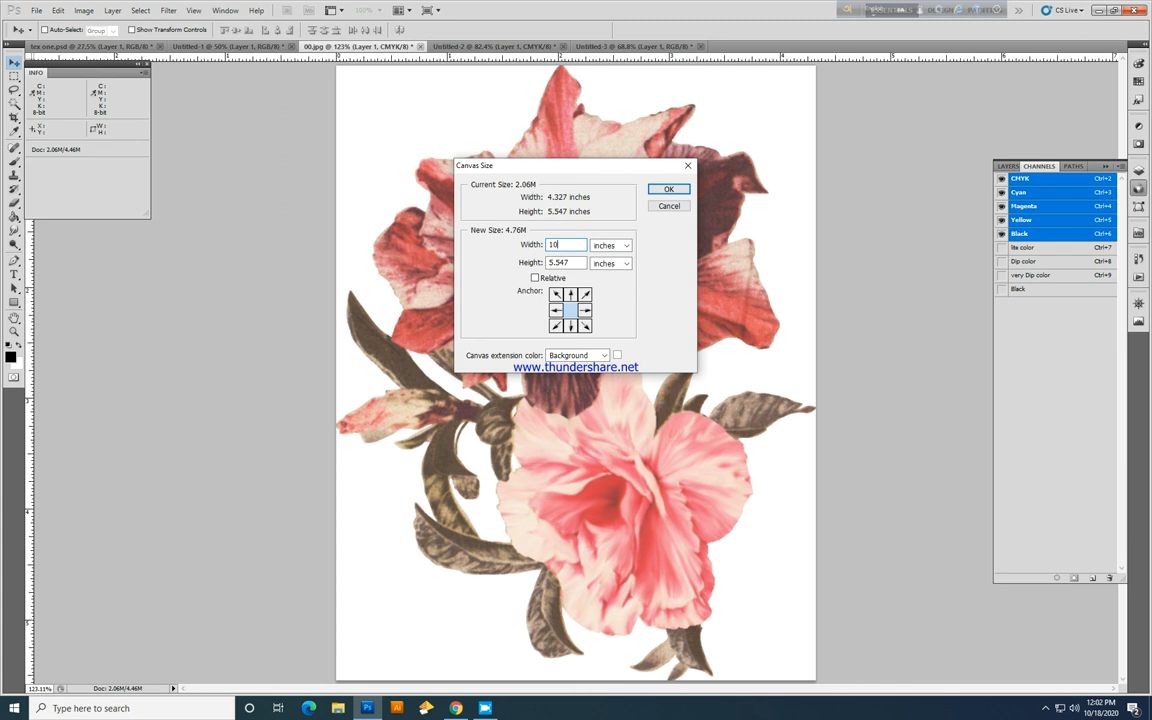 Ps File Edit Image Layer Select Filter View Window Help CS Live
Auto-Select: Group Show Transform Controls
tex one.psd @ 27.5% (Layer 1, RGB/8) * Untitled-1 @ 50% (Layer 1, RGB/8) * 00.jpg @ 123% (Layer 1, CMYK/8) * Untitled-2 @ 82.4% (Layer 1, RGB/8) * Untitled-3 @ 68.8% (Layer 1, RGB/8) *
INFO
C: C:
M: M:
Y: Y:
K: K:
8-bit 8-bit
X: W:
Y: H:
Doc: 2.06M/4.46M
Canvas Size
Current Size: 2.06M
Width: 4.327 inches
Height: 5.547 inches
OK
Cancel
New Size: 4.76M
Width: 10 inches
Height: 5.547 inches
Relative
Anchor:
Canvas extension color: Background
www.thundershare.net
LAYERS CHANNELS PATHS
CMYK Ctrl+2
Cyan Ctrl+3
Magenta Ctrl+4
Yellow Ctrl+5
Black Ctrl+6
lite color Ctrl+7
Dip color Ctrl+8
very Dip color Ctrl+9
Black
123.11% Doc: 2.06M/4.46M
Type here to search
12:02 PM
10/18/2020